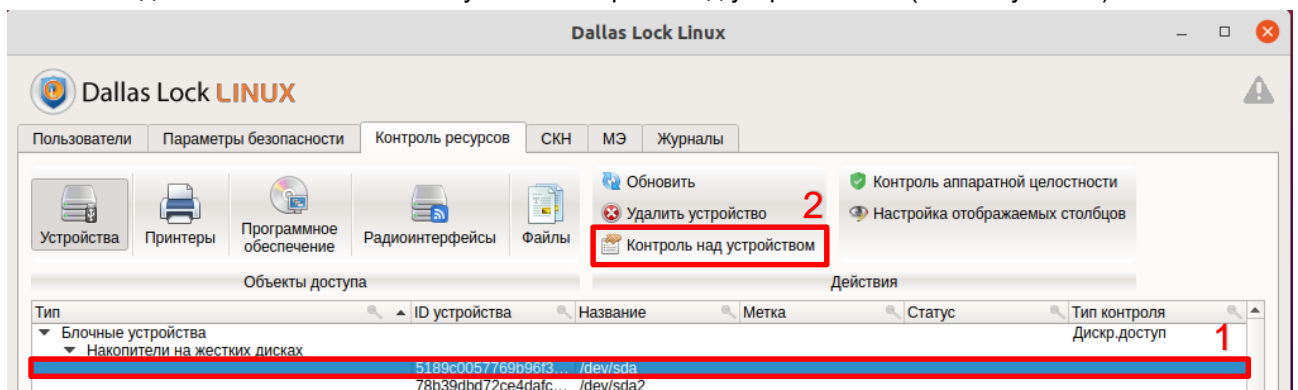 Dallas Lock Linux
Dallas Lock LINUX
Пользователи Параметры безопасности Контроль ресурсов СКН МЭ Журналы
Устройства
Принтеры
Программное
обеспечение
Радиоинтерфейсы
Файлы
Объекты доступа
Обновить
Удалить устройство 2
Контроль над устройством
Контроль аппаратной целостности
Настройка отображаемых столбцов
Действия
Тип ID устройства Название Метка Статус Тип контроля
Блочные устройства Дискр.доступ
Накопители на жестких дисках 1
5189c0057769b96f3... /dev/sda
78b39dbd72ce4dafc... /dev/sda2